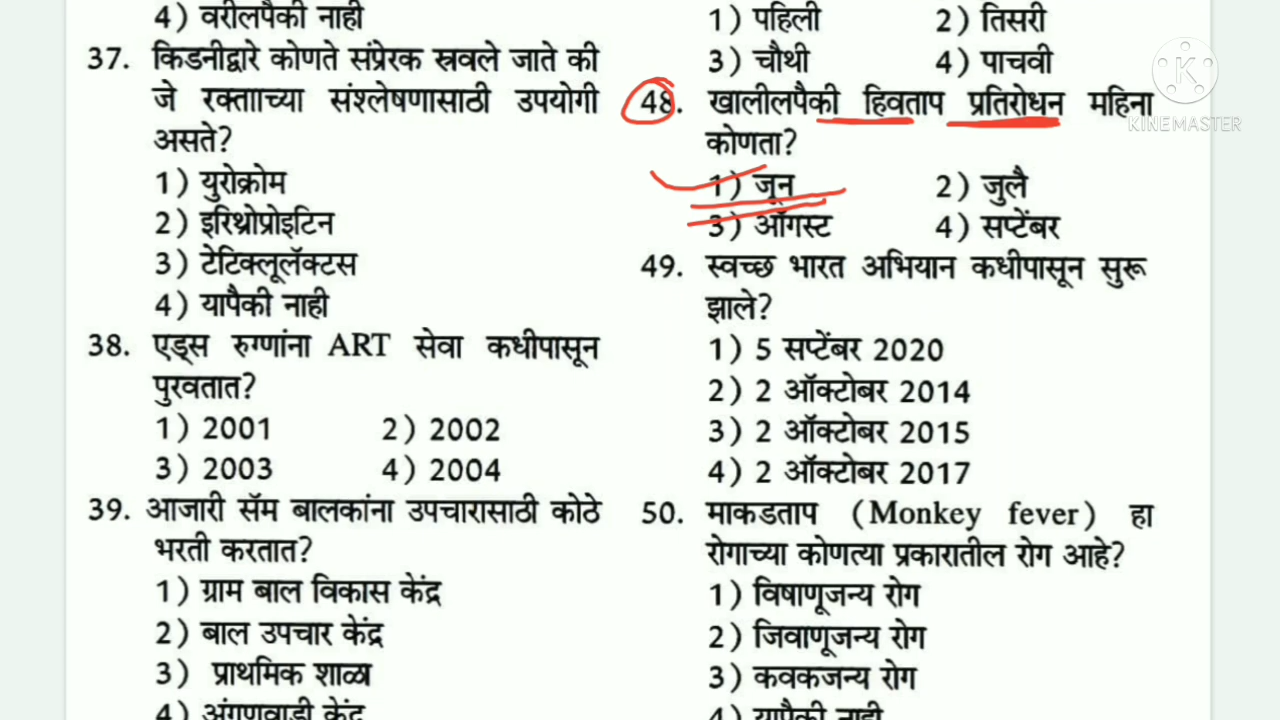 4) वरीलपैकी नाही
37. किडनीद्वारे कोणते संप्रेरक स्त्रवले जाते की
जे रक्तााच्या संश्लेषणासाठी उपयोगी
असते?
1) युरोक्रोम
2) इरिथ्रोप्रोइटिन
3) टेटिक्लूलॅक्टस
4) यापैकी नाही
38. एड्स रुग्णांना ART सेवा कधीपासून
पुरवतात?
1) 2001 2) 2002
3) 2003 4) 2004
39. आजारी सॅम बालकांना उपचारासाठी कोठे
भरती करतात?
1) ग्राम बाल विकास केंद्र
2) बाल उपचार केंद्र
3) प्राथमिक शाळा
4) अंगणवाडी केंद्र
1) पहिली 2) तिसरी
3) चौथी 4) पाचवी
48. खालीलपैकी हिवताप प्रतिरोधन महिना
कोणता?
1) जून 2) जुलै
3) ऑगस्ट 4) सप्टेंबर
49. स्वच्छ भारत अभियान कधीपासून सुरू
झाले?
1) 5 सप्टेंबर 2020
2) 2 ऑक्टोबर 2014
3) 2 ऑक्टोबर 2015
4) 2 ऑक्टोबर 2017
50. माकडताप (Monkey fever) हा
रोगाच्या कोणत्या प्रकारातील रोग आहे?
1) विषाणूजन्य रोग
2) जिवाणूजन्य रोग
3) कवकजन्य रोग
4) यापैकी नाही
K
KINEMASTER